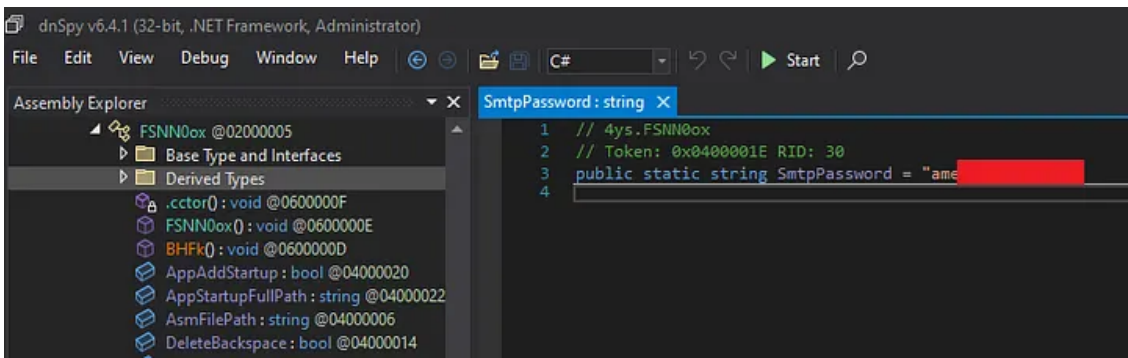 dnSpy v6.4.1 (32-bit, .NET Framework, Administrator)
File Edit View Debug Window Help C# Start
Assembly Explorer
SmtpPassword : string
FSNN0ox @02000005
Base Type and Interfaces
Derived Types
.cctor() : void @0600000F
FSNN0ox() : void @0600000E
BHFk() : void @0600000D
AppAddStartup : bool @04000020
AppStartupFullPath : string @04000022
AsmFilePath : string @04000006
DeleteBackspace : bool @04000014
1 // 4ys.FSNN0ox
2 // Token: 0x0400001E RID: 30
3 public static string SmtpPassword = "ame
4